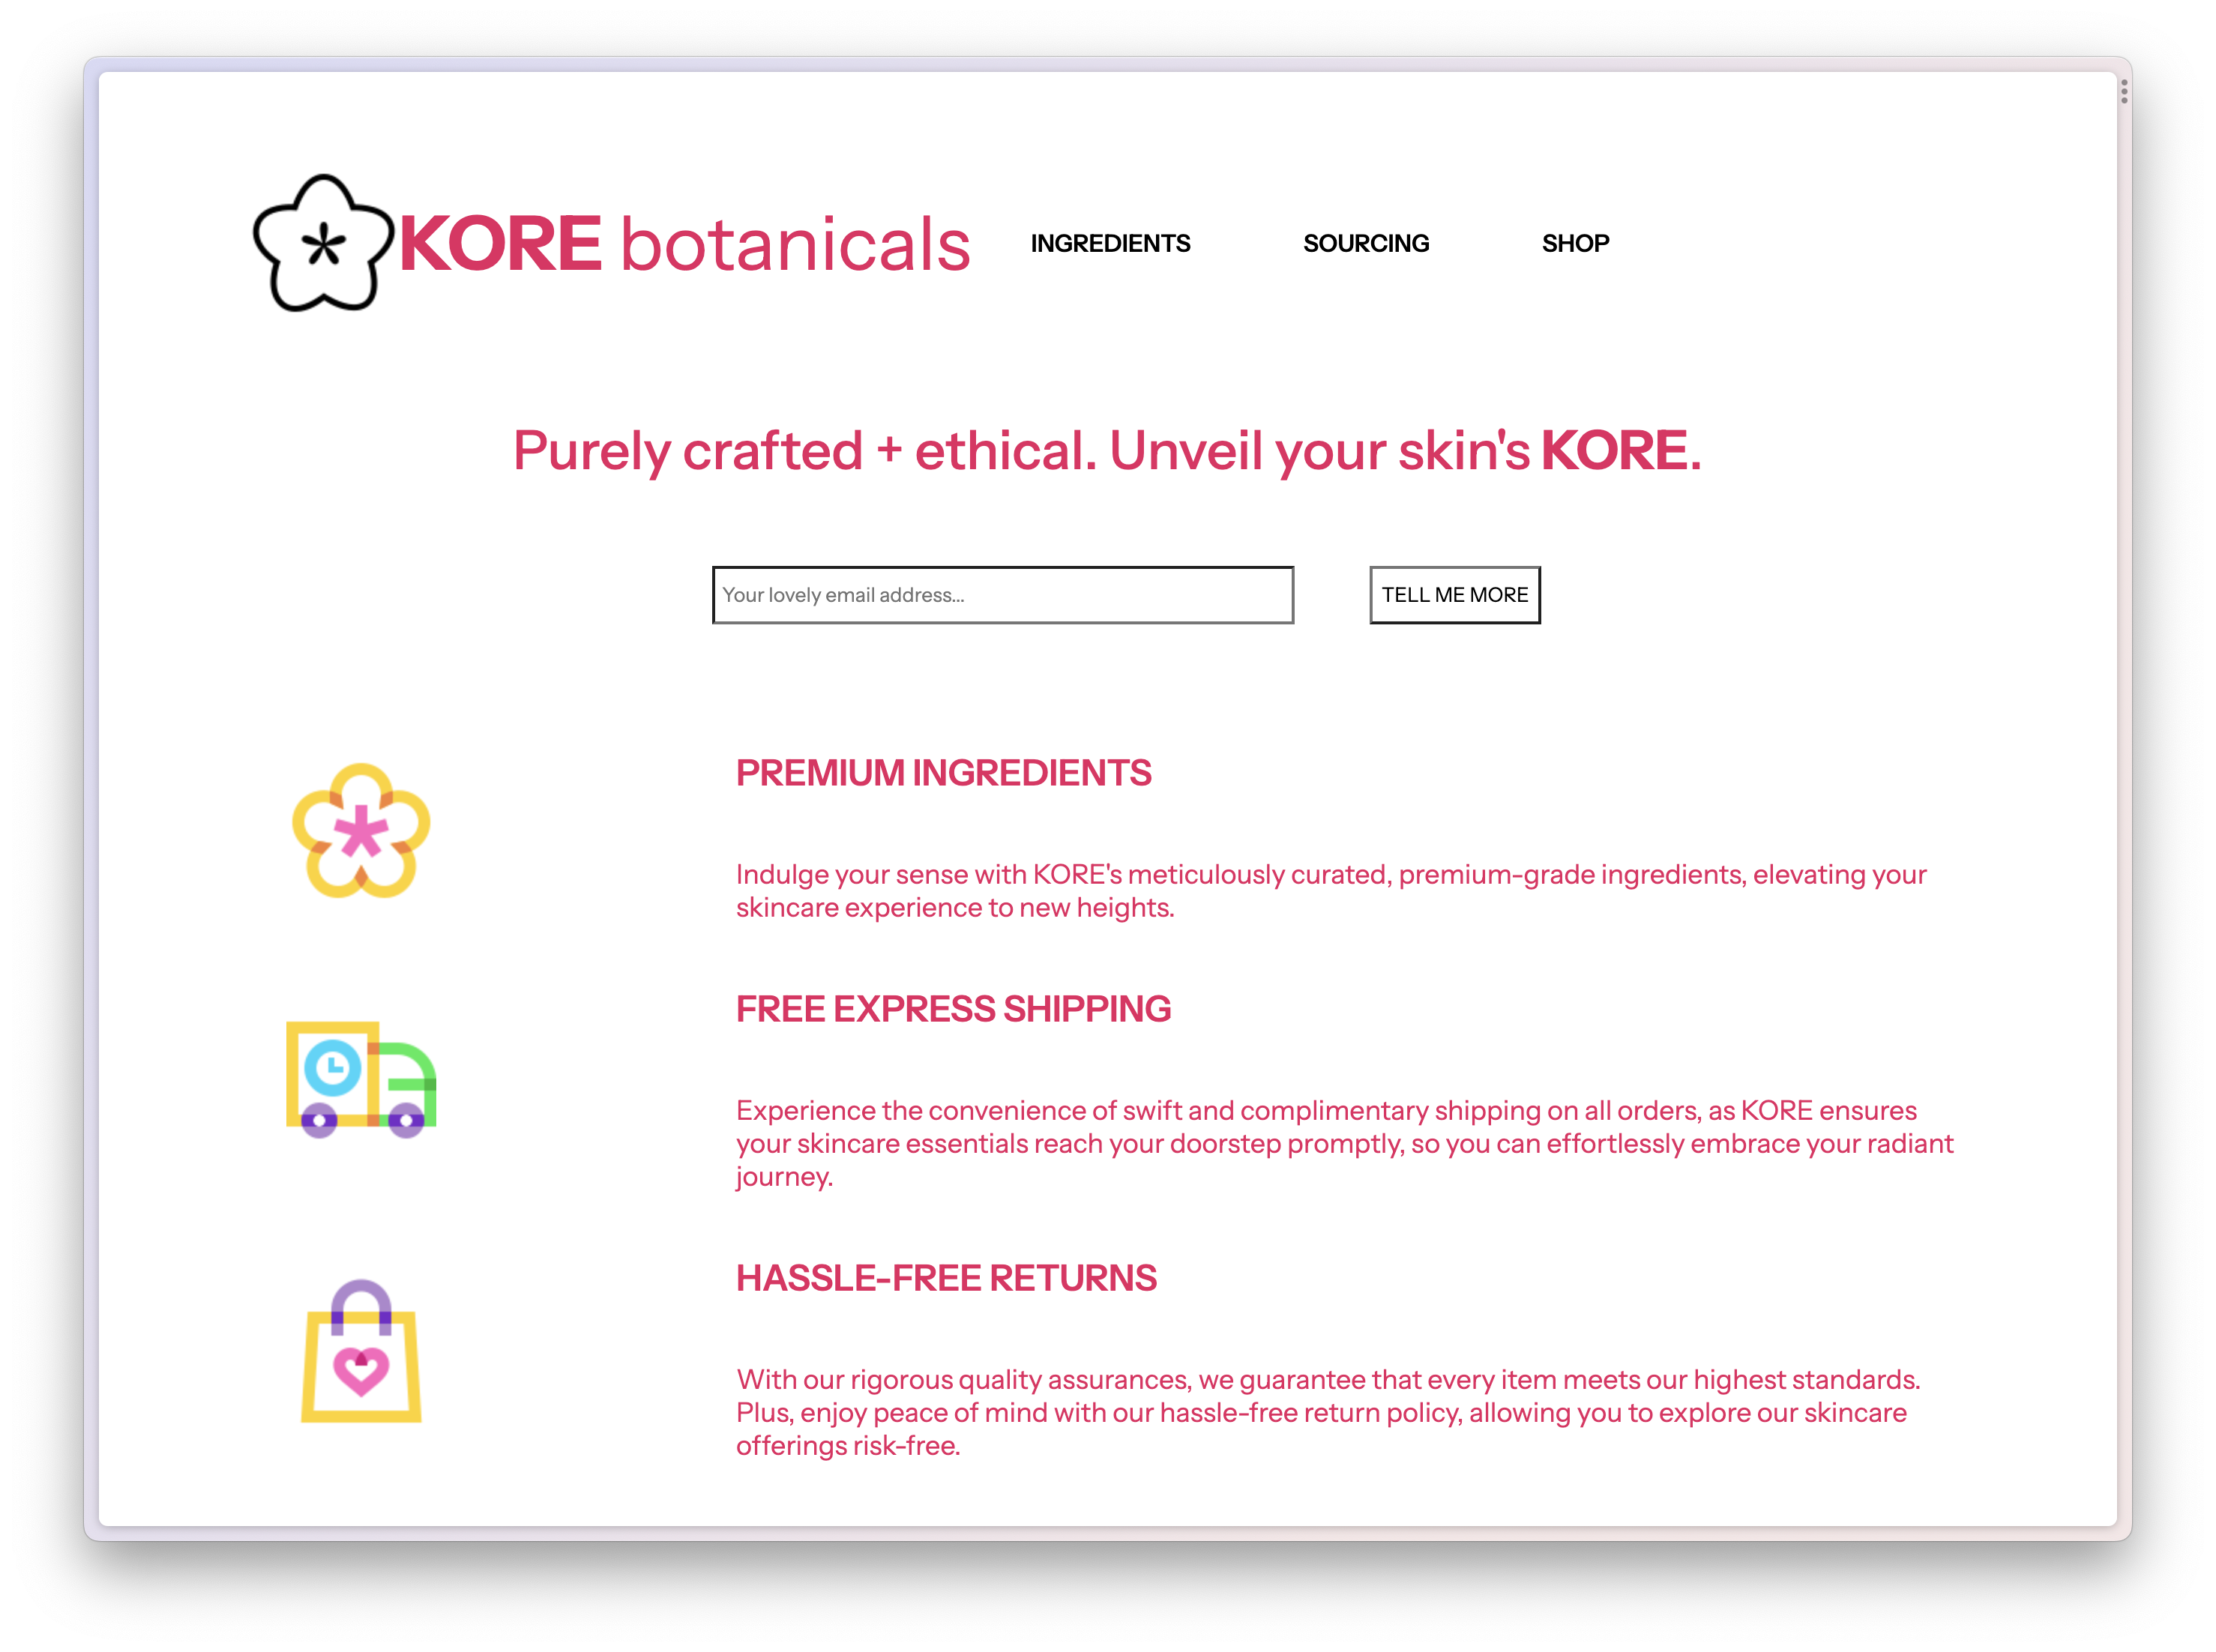 KORE botanicals
INGREDIENTS
SOURCING
SHOP
Purely crafted + ethical. Unveil your skin's KORE.
Your lovely email address...
TELL ME MORE
PREMIUM INGREDIENTS
Indulge your sense with KORE's meticulously curated, premium-grade ingredients, elevating your
skincare experience to new heights.
FREE EXPRESS SHIPPING
Experience the convenience of swift and complimentary shipping on all orders, as KORE ensures
your skincare essentials reach your doorstep promptly, so you can effortlessly embrace your radiant
journey.
HASSLE-FREE RETURNS
With our rigorous quality assurances, we guarantee that every item meets our highest standards.
Plus, enjoy peace of mind with our hassle-free return policy, allowing you to explore our skincare
offerings risk-free.